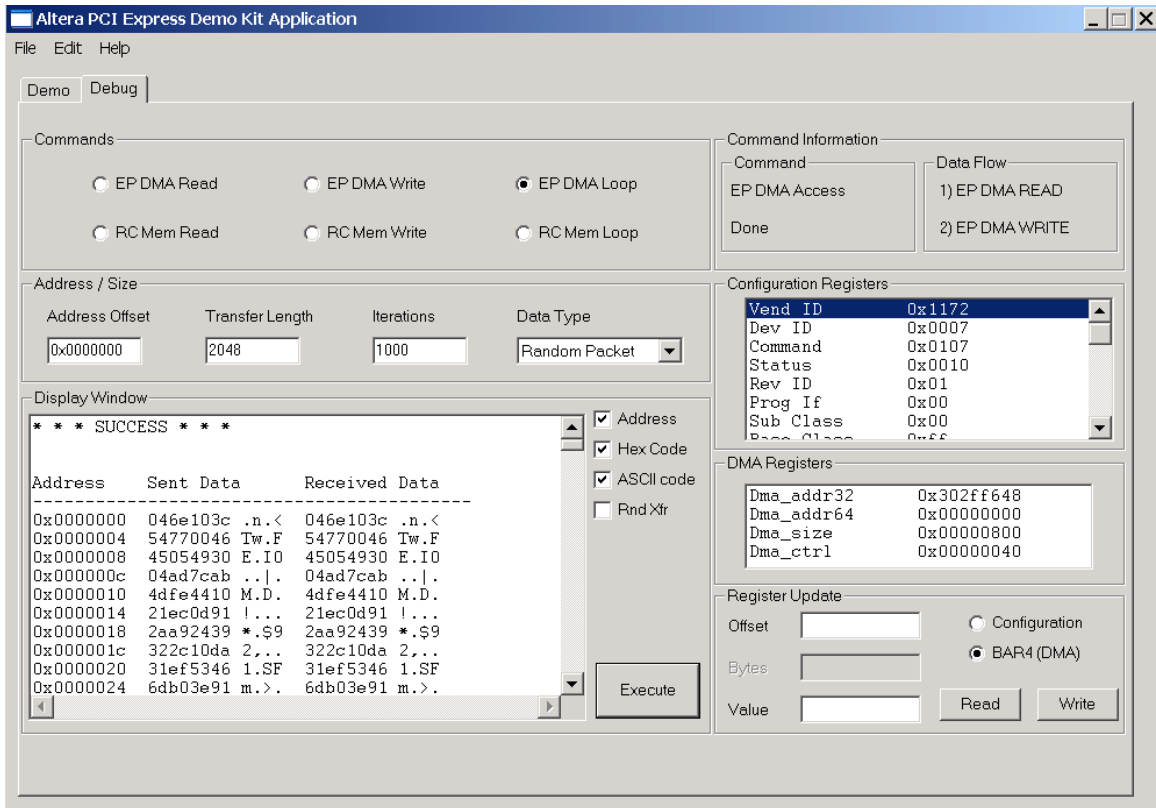 Altera PCI Express Demo Kit Application
File Edit Help
Demo Debug
Commands
EP DMA Read EP DMA Write EP DMA Loop
RC Mem Read RC Mem Write RC Mem Loop
Command Information
Command
EP DMA Access
Done
Data Flow
1) EP DMA READ
2) EP DMA WRITE
Address / Size
Address Offset Transfer Length Iterations Data Type
0x0000000 2048 1000 Random Packet
Configuration Registers
Vend ID 0x1172
Dev ID 0x0007
Command 0x0107
Status 0x0010
Rev ID 0x01
Prog If 0x00
Sub Class 0x00
Base Class 0xff
Display Window
* * * SUCCESS * * *
Address Sent Data Received Data
-----------------------------------------
0x0000000 046e103c .n.< 046e103c .n.<
0x0000004 54770046 Tw.F 54770046 Tw.F
0x0000008 45054930 E.I0 45054930 E.I0
0x000000c 04ad7cab ..|. 04ad7cab ..|.
0x0000010 4dfe4410 M.D. 4dfe4410 M.D.
0x0000014 21ec0d91 !... 21ec0d91 !...
0x0000018 2aa92439 *.$9 2aa92439 *.$9
0x000001c 322c10da 2,.. 322c10da 2,..
0x0000020 31ef5346 1.SF 31ef5346 1.SF
0x0000024 6db03e91 m.>. 6db03e91 m.>.
Address
Hex Code
ASCII code
Rnd Xfr
Execute
DMA Registers
Dma_addr32 0x302ff648
Dma_addr64 0x00000000
Dma_size 0x00000800
Dma_ctrl 0x00000040
Register Update
Offset
Bytes
Value
Configuration
BAR4 (DMA)
Read Write